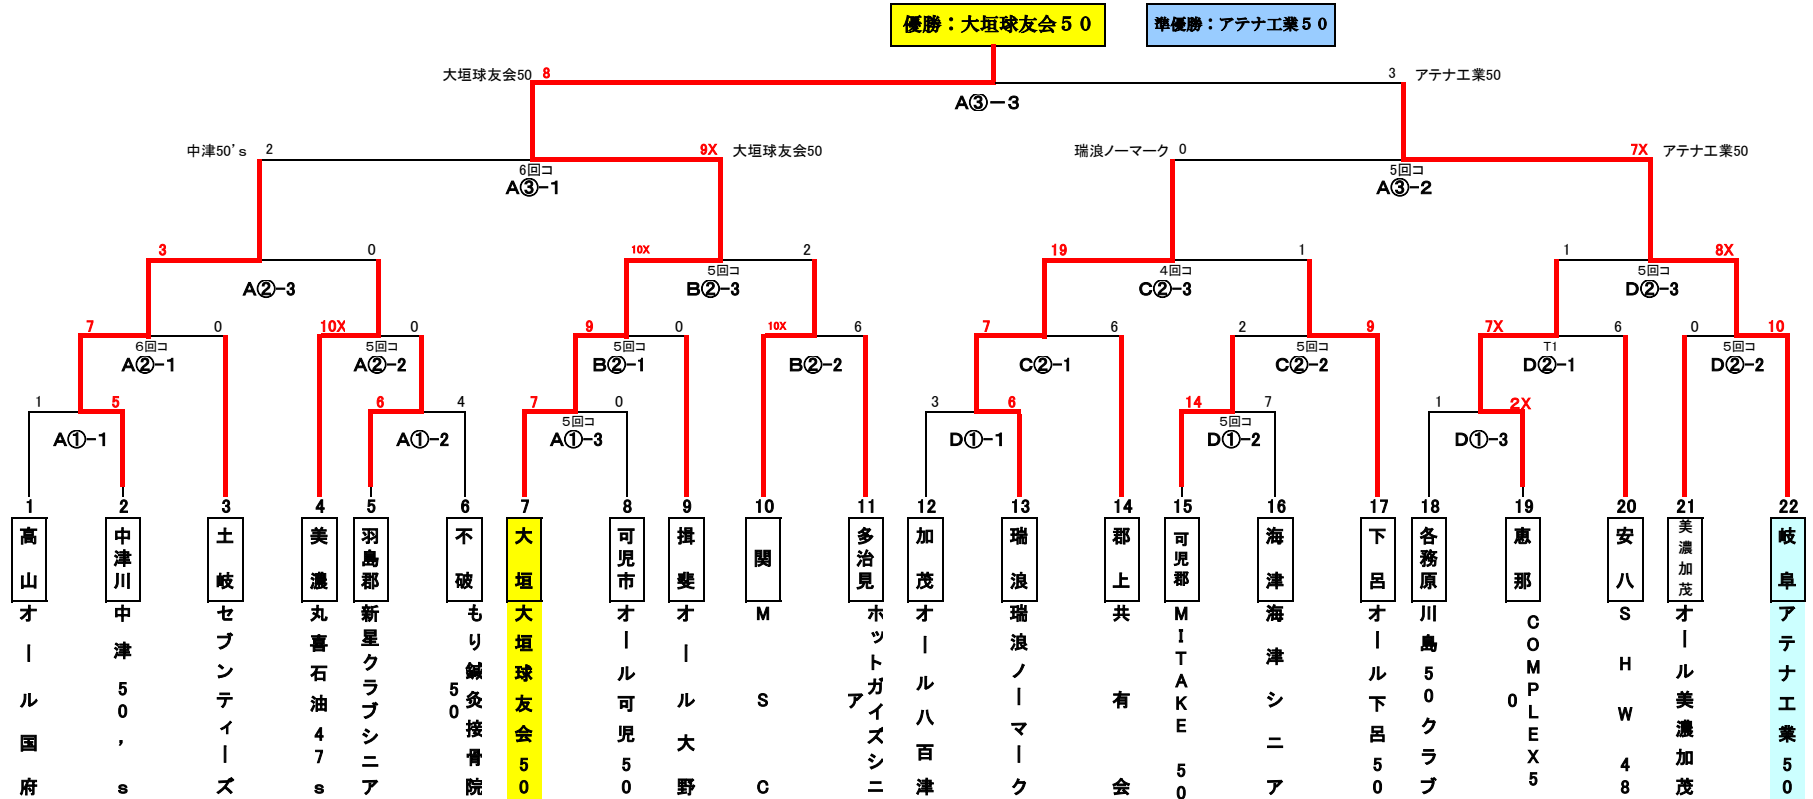 優勝：大垣球友会５０
準優勝：アテナ工業５０
大垣球友会50 8
3 アテナ工業50
A③－3
中津50's 2
9X 大垣球友会50
瑞浪ノーマーク 0
7X アテナ工業50
6回コ
A③-1
5回コ
A③-2
3 0
10X 2
19 1
1 8X
A②-3
5回コ
B②-3
4回コ
C②-3
5回コ
D②-3
7 0
10X 0
9 0
10X 6
7 6
2 9
7X 6
0 10
6回コ
A②-1
5回コ
A②-2
5回コ
B②-1
B②-2
C②-1
5回コ
C②-2
T1
D②-1
5回コ
D②-2
1 5
6 4
7 0
3 6
14 7
1 2X
A①-1
A①-2
5回コ
A①-3
D①-1
5回コ
D①-2
D①-3
1 2 3 4 5 6 7 8 9 10 11 12 13 14 15 16 17 18 19 20 21 22
高山
オール国府
中津川
中津50's
土岐
セブンティーズ
美濃
丸喜石油47s
羽島郡
新星クラブシニア
不破
もり鍼灸接骨院
50
大垣
大垣球友会50
可児市
オール可児50
揖斐
オール大野
関
MSC
多治見
ホットガイズシニ
ア
加茂
オール八百津
瑞浪
瑞浪ノーマーク
郡上
共有会
可児郡
MITAKE50
海津
海津シニア
下呂
オール下呂50
各務原
川島50クラブ
恵那
COMPLEX5
0
安八
SHW48
美濃加茂
オール美濃加茂
岐阜
アテナ工業50